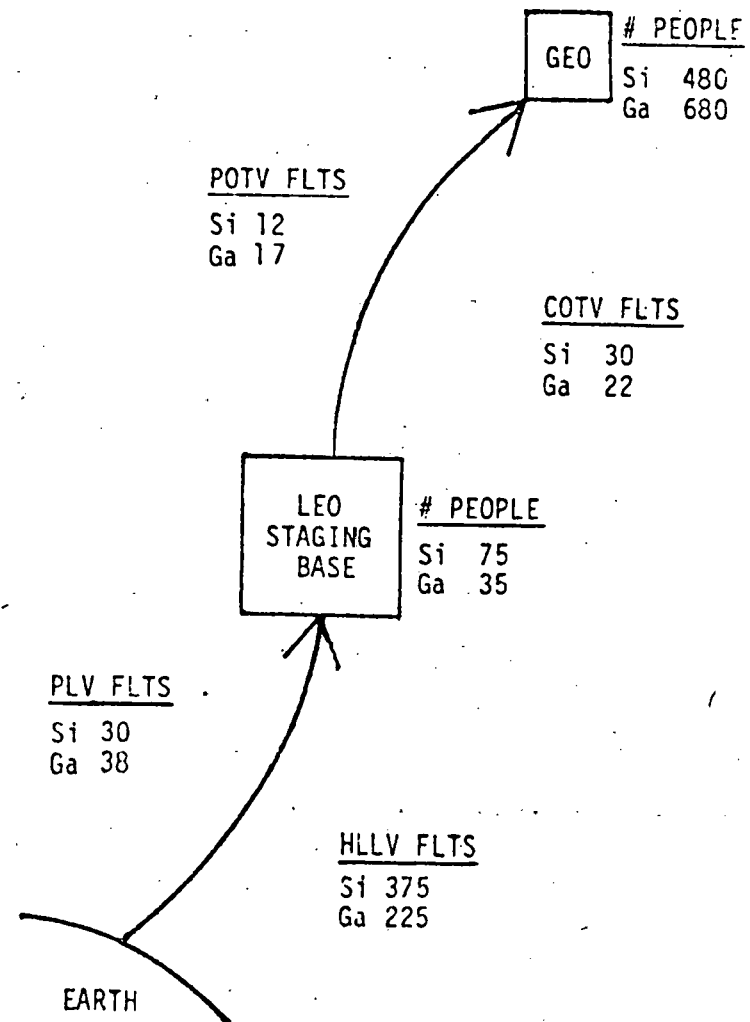 # PEOPLE
GEO
Si 480
Ga 680
POTV FLTS
Si 12
Ga 17
COTV FLTS
Si 30
Ga 22
LEO
STAGING
BASE
# PEOPLE
Si 75
Ga 35
PLV FLTS
Si 30
Ga 38
HLLV FLTS
Si 375
Ga 225
EARTH